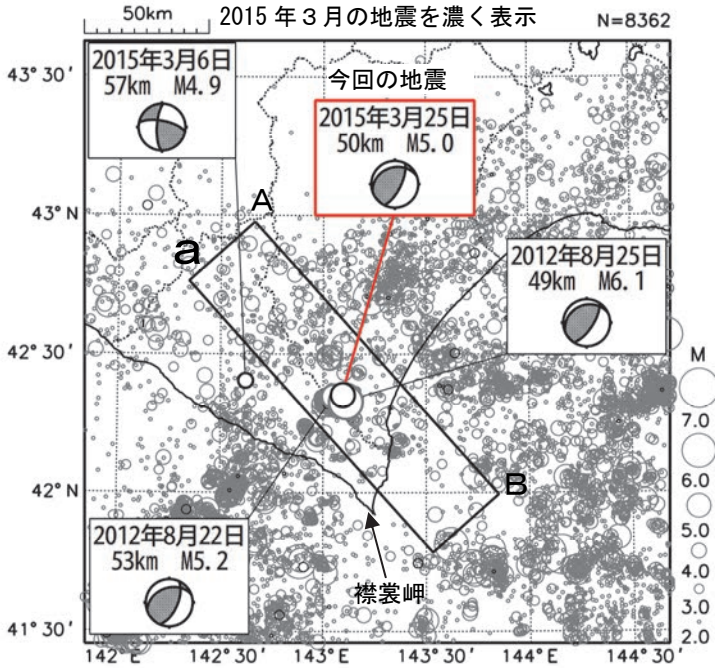 50km
2015年3月の地震を濃く表示
N=8362
43°30′
2015年3月6日
57km M4.9
今回の地震
2015年3月25日
50km M5.0
43°N
A
a
2012年8月25日
49km M6.1
42°30′
M
7.0
6.0
5.0
4.0
3.0
2.0
42°N
B
2012年8月22日
53km M5.2
襟裳岬
41°30′
142°E
142°30′
143°E
143°30′
144°E
144°30′